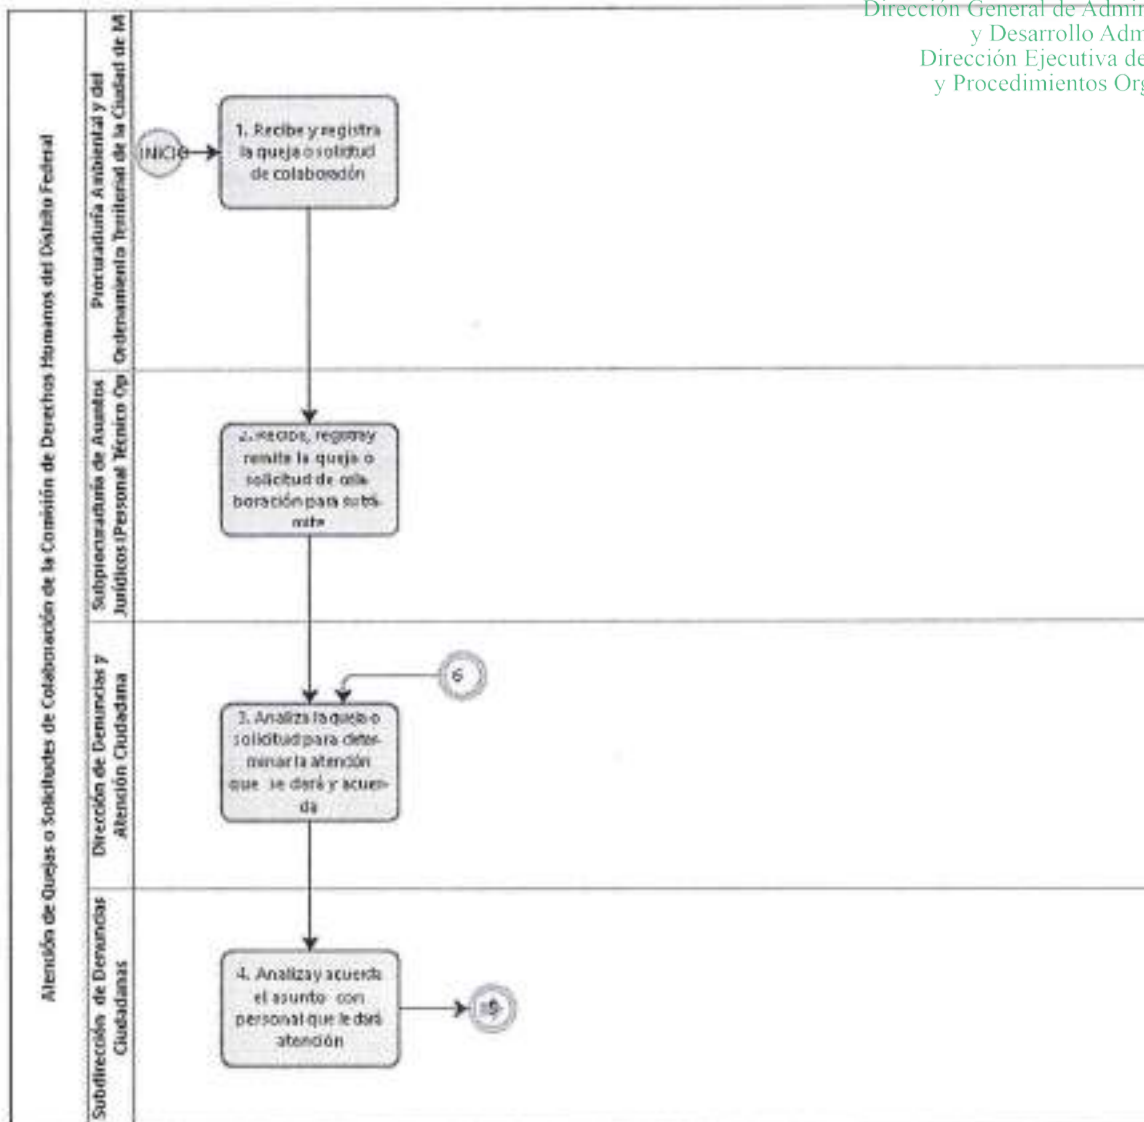 Dirección General de Admin
y Desarrollo Adm
Dirección Ejecutiva de
y Procedimientos Org
Atención de Quejas o Solicitudes de Colaboración de la Comisión de Derechos Humanos del Distrito Federal
Procuraduría Ambiental y del
Ordenamiento Territorial de la Ciudad de M
INICIO
1. Recibe y registra
la queja o solicitud
de colaboración
Subprocuraduría de Asuntos
Jurídicos (Personal Técnico Op
2. Recibe, registra y
remite la queja o
solicitud de cola-
boración para su trá-
mite
Dirección de Denuncias y
Atención Ciudadana
6
3. Analiza la queja o
solicitud para deter-
minar la atención
que se dará y acuer-
da
Subdirección de Denuncias
Ciudadanas
4. Analiza y acuerda
el asunto con
personal que le dará
atención